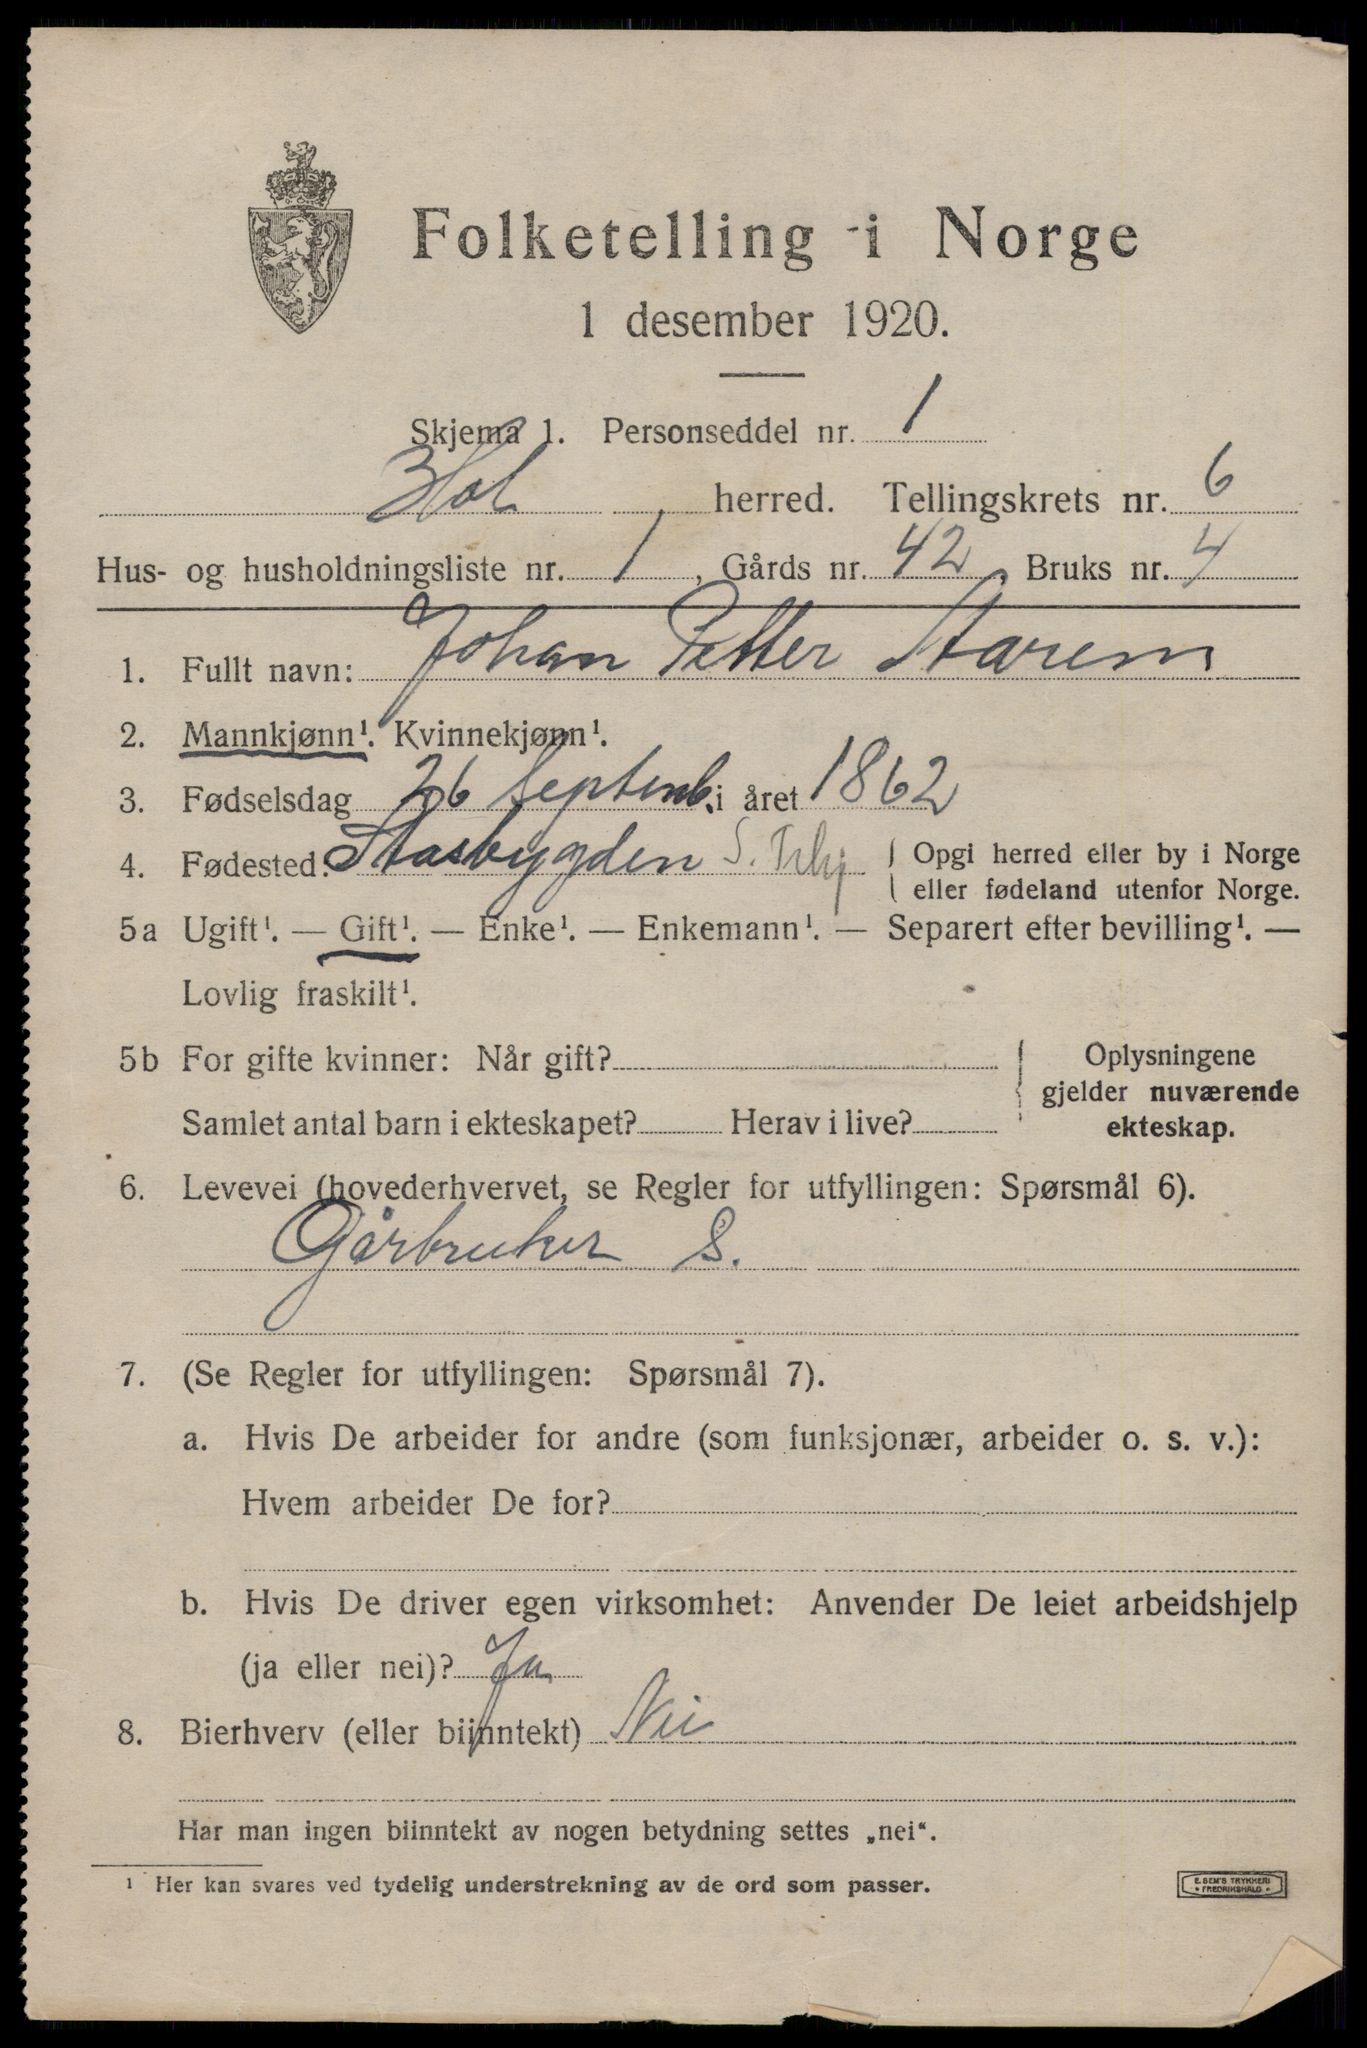 Folketelling i Norge
1 desember 1920.
Skjema 1. Personseddel nr. 1
Hol herred. Tellingskrets nr. 6
Hus- og husholdningsliste nr. 1, Gårds nr. 42 Bruks nr. 4
1. Fullt navn: Johan Petter Starem
2. Mannkjønn¹. Kvinnekjønn¹.
3. Fødselsdag 26 Septemb. i året 1862
4. Fødested: Stasbygden S. { Opgi herred eller by i Norge
eller fødeland utenfor Norge.
5a Ugift¹. — Gift¹. — Enke¹. — Enkemann¹. — Separert efter bevilling¹. —
Lovlig fraskilt¹.
5b For gifte kvinner: Når gift? { Oplysningene
gjelder nuværende
Samlet antal barn i ekteskapet? Herav i live? ekteskap.
6. Levevei (hovederhvervet, se Regler for utfyllingen: Spørsmål 6).
Gårbruker S.
7. (Se Regler for utfyllingen: Spørsmål 7).
a. Hvis De arbeider for andre (som funksjonær, arbeider o. s. v.):
Hvem arbeider De for?
b. Hvis De driver egen virksomhet: Anvender De leiet arbeidshjelp
(ja eller nei)? Ja
8. Bierhverv (eller biinntekt) Nei
Har man ingen biinntekt av nogen betydning settes „nei“.
¹ Her kan svares ved tydelig understrekning av de ord som passer.
E. SEM'S TRYKKERI
• FREDRIKSHALD •